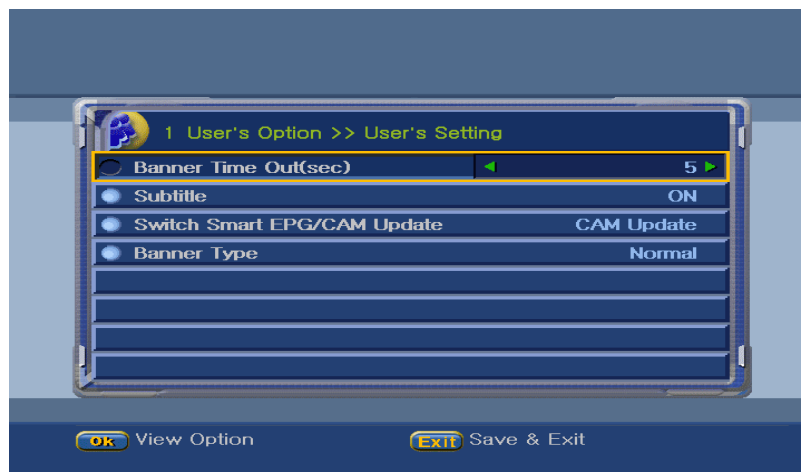 1 User's Option >> User's Setting
Banner Time Out(sec) 5
Subtitle ON
Switch Smart EPG/CAM Update CAM Update
Banner Type Normal
OK View Option Exit Save & Exit